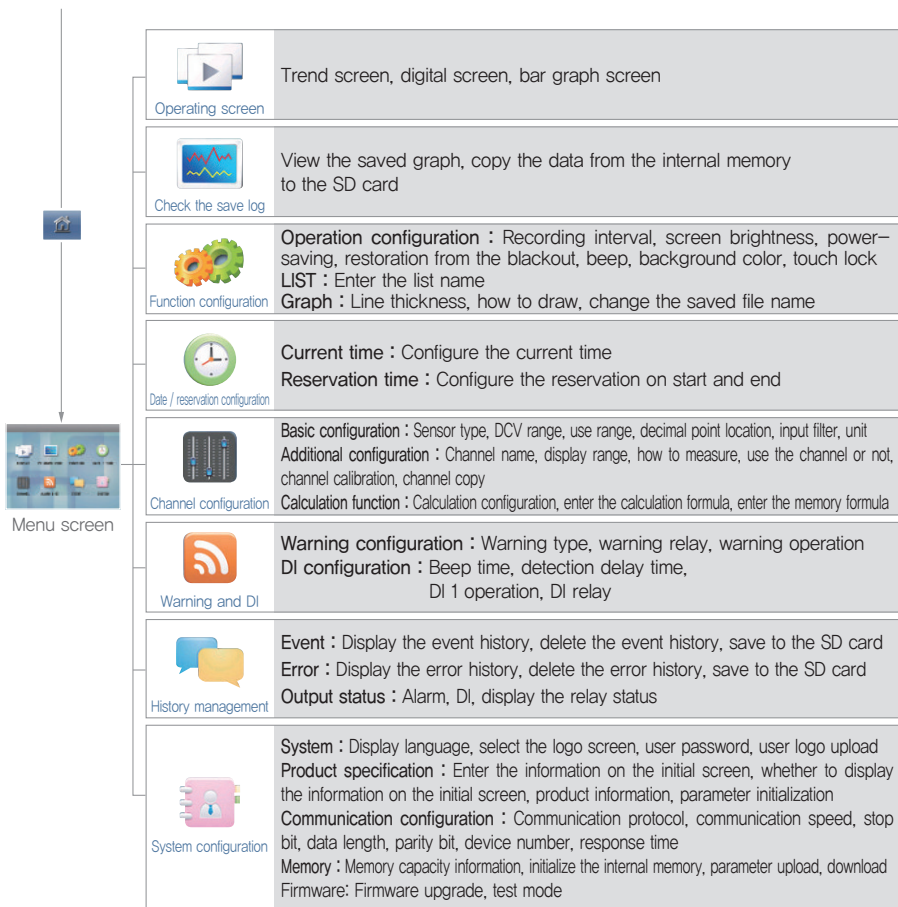 Operating screen
Trend screen, digital screen, bar graph screen
Check the save log
View the saved graph, copy the data from the internal memory
to the SD card
Function configuration
Operation configuration : Recording interval, screen brightness, power-
saving, restoration from the blackout, beep, background color, touch lock
LIST : Enter the list name
Graph : Line thickness, how to draw, change the saved file name
Date / reservation configuration
Current time : Configure the current time
Reservation time : Configure the reservation on start and end
Menu screen
Channel configuration
Basic configuration : Sensor type, DCV range, use range, decimal point location, input filter, unit
Additional configuration : Channel name, display range, how to measure, use the channel or not,
channel calibration, channel copy
Calculation function : Calculation configuration, enter the calculation formula, enter the memory formula
Warning and DI
Warning configuration : Warning type, warning relay, warning operation
DI configuration : Beep time, detection delay time,
DI 1 operation, DI relay
History management
Event : Display the event history, delete the event history, save to the SD card
Error : Display the error history, delete the error history, save to the SD card
Output status : Alarm, DI, display the relay status
System configuration
System : Display language, select the logo screen, user password, user logo upload
Product specification : Enter the information on the initial screen, whether to display
the information on the initial screen, product information, parameter initialization
Communication configuration : Communication protocol, communication speed, stop
bit, data length, parity bit, device number, response time
Memory : Memory capacity information, initialize the internal memory, parameter upload, download
Firmware: Firmware upgrade, test mode